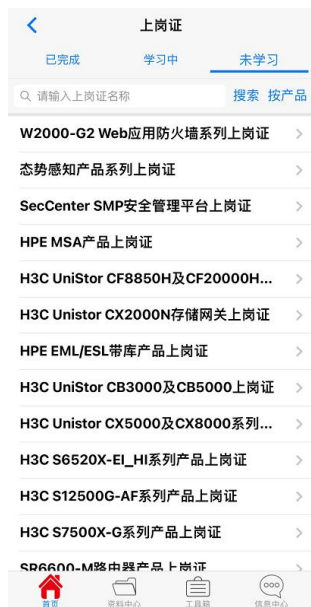 上岗证
已完成 学习中 未学习
请输入上岗证名称 搜索 按产品
W2000-G2 Web应用防火墙系列上岗证
态势感知产品系列上岗证
SecCenter SMP安全管理平台上岗证
HPE MSA产品上岗证
H3C UniStor CF8850H及CF20000H...
H3C Unistor CX2000N存储网关上岗证
HPE EML/ESL带库产品上岗证
H3C UniStor CB3000及CB5000上岗证
H3C Unistor CX5000及CX8000系列...
H3C S6520X-EI_HI系列产品上岗证
H3C S12500G-AF系列产品上岗证
H3C S7500X-G系列产品上岗证
SR6600-M路由器产品上岗证
首页 资料中心 工具箱 信息中心